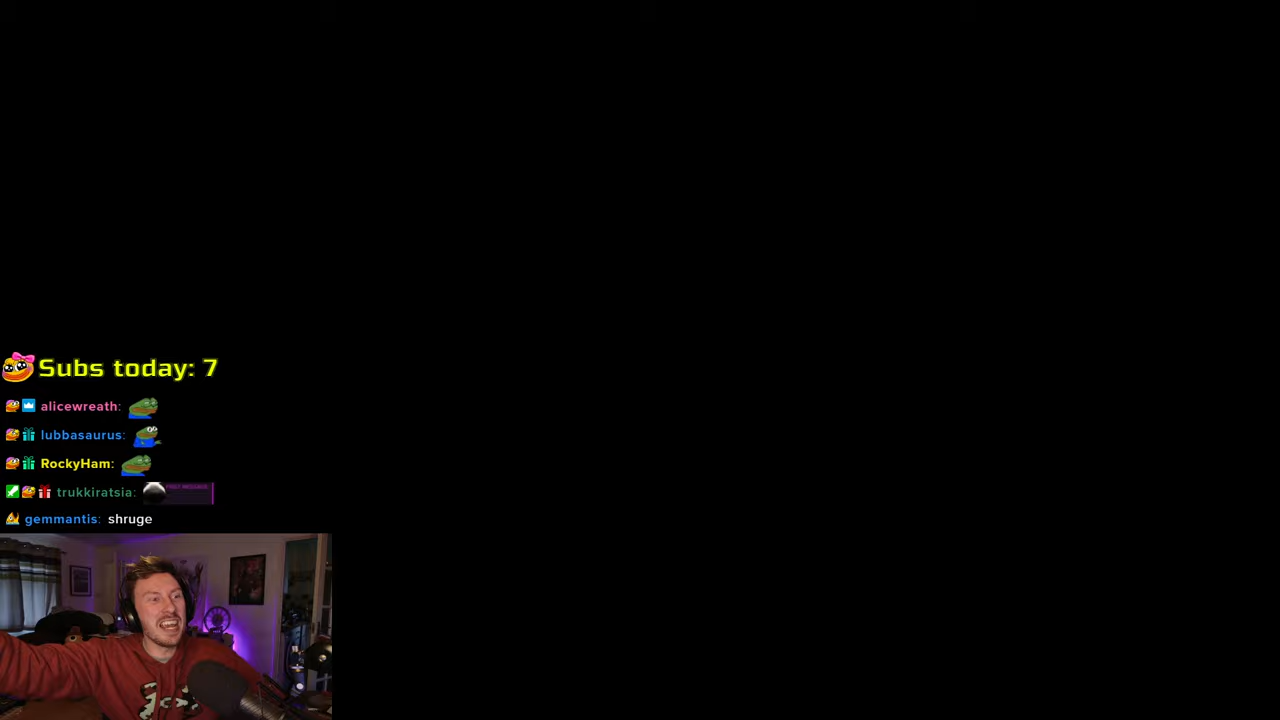 Subs today: 7
alicewreath:
lubbasaurus:
RockyHam:
trukkiratsia:
gemmantis: shruge